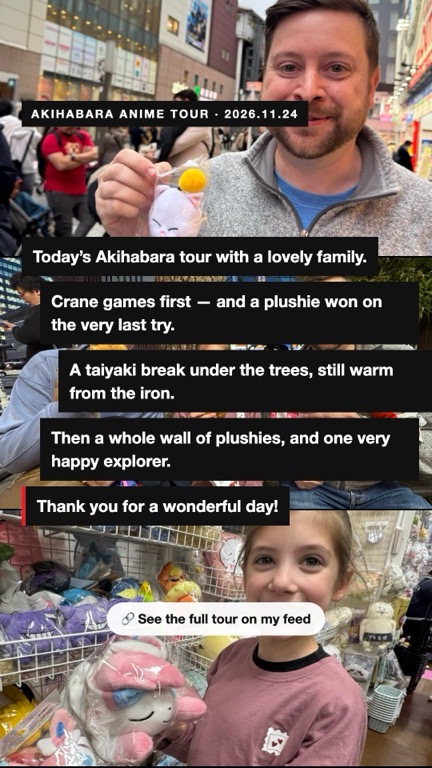 AKIHABARA ANIME TOUR · 2026.11.24
Today’s Akihabara tour with a lovely family.
Crane games first — and a plushie won on
the very last try.
A taiyaki break under the trees, still warm
from the iron.
Then a whole wall of plushies, and one very
happy explorer.
Thank you for a wonderful day!
See the full tour on my feed